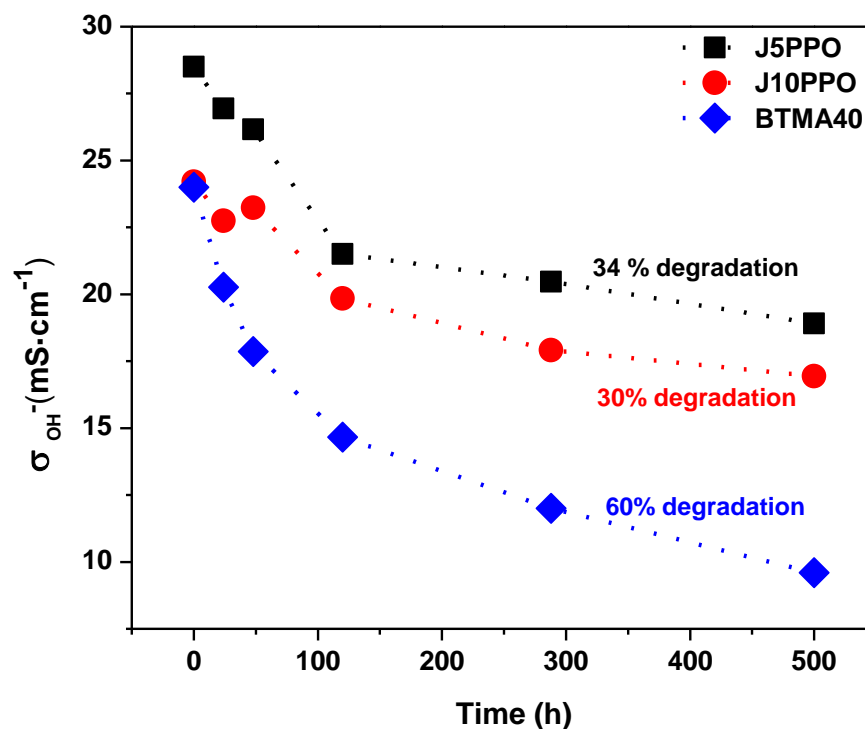 30
25
20
15
10
σ OH⁻(mS·cm⁻¹)
J5PPO
J10PPO
BTMA40
34 % degradation
30% degradation
60% degradation
0 100 200 300 400 500
Time (h)